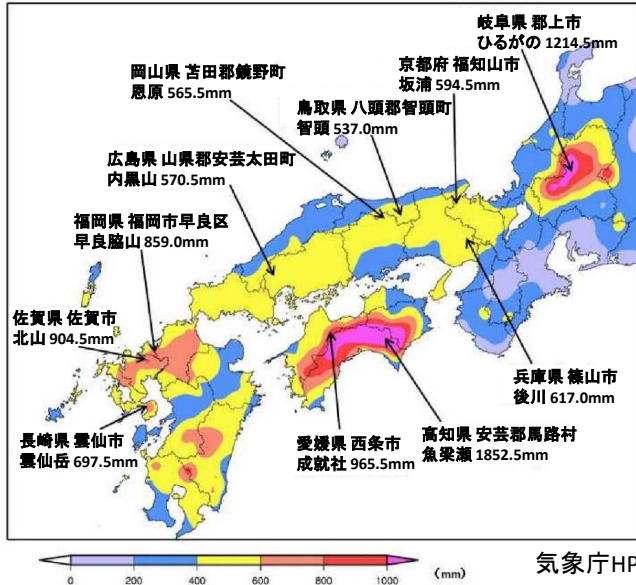 岐阜県 郡上市
ひるがの 1214.5mm
岡山県 苫田郡鏡野町
恩原 565.5mm
京都府 福知山市
坂浦 594.5mm
鳥取県 八頭郡智頭町
智頭 537.0mm
広島県 山県郡安芸太田町
内黒山 570.5mm
福岡県 福岡市早良区
早良脇山 859.0mm
佐賀県 佐賀市
北山 904.5mm
長崎県 雲仙市
雲仙岳 697.5mm
愛媛県 西条市
成就社 965.5mm
高知県 安芸郡馬路村
魚梁瀬 1852.5mm
兵庫県 篠山市
後川 617.0mm
0 200 400 600 800 1000 (mm)
気象庁HP